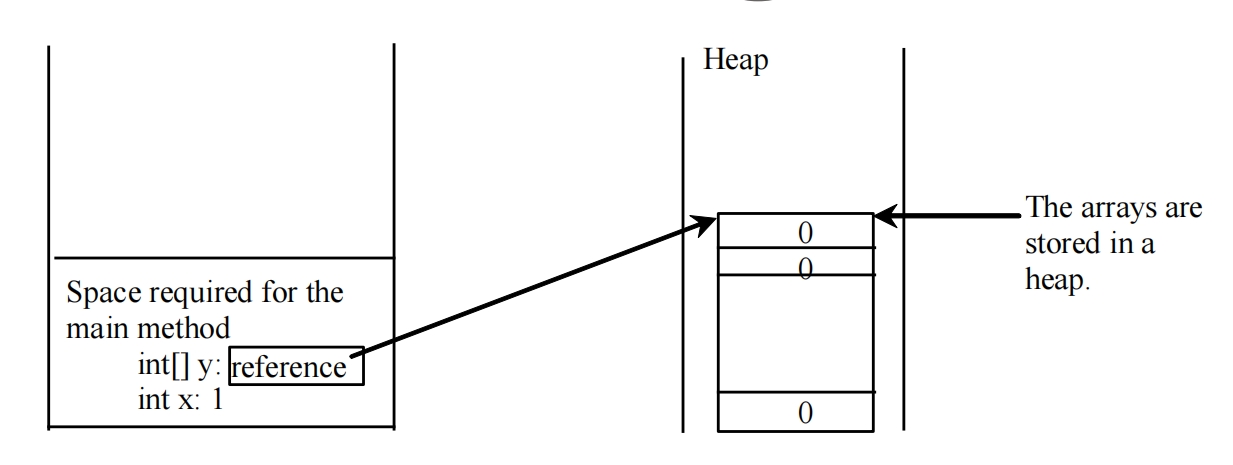 Heap
Space required for the
main method
int[] y: reference
int x: 1
0
0
0
The arrays are
stored in a
heap.